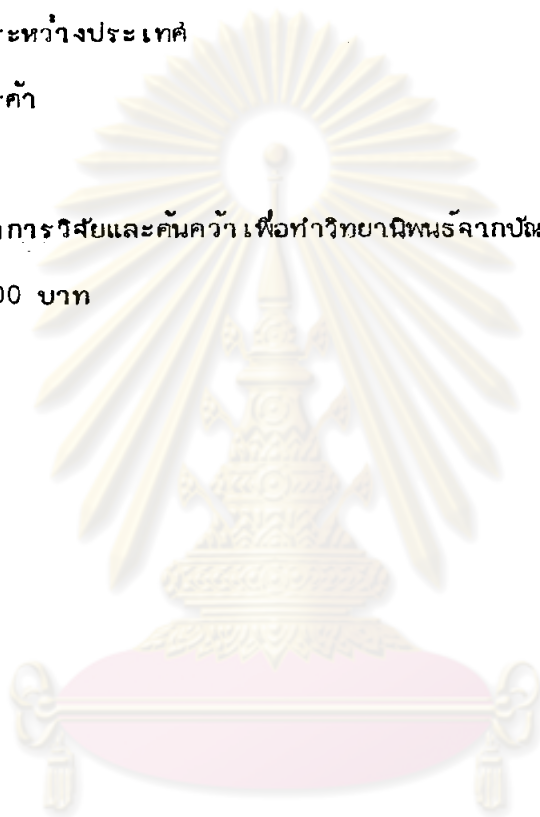 ระหว่างประเทศ
รค้า
การวิจัยและค้นคว้าเพื่อทำวิทยานิพนธ์จากบัณ
00 บาท